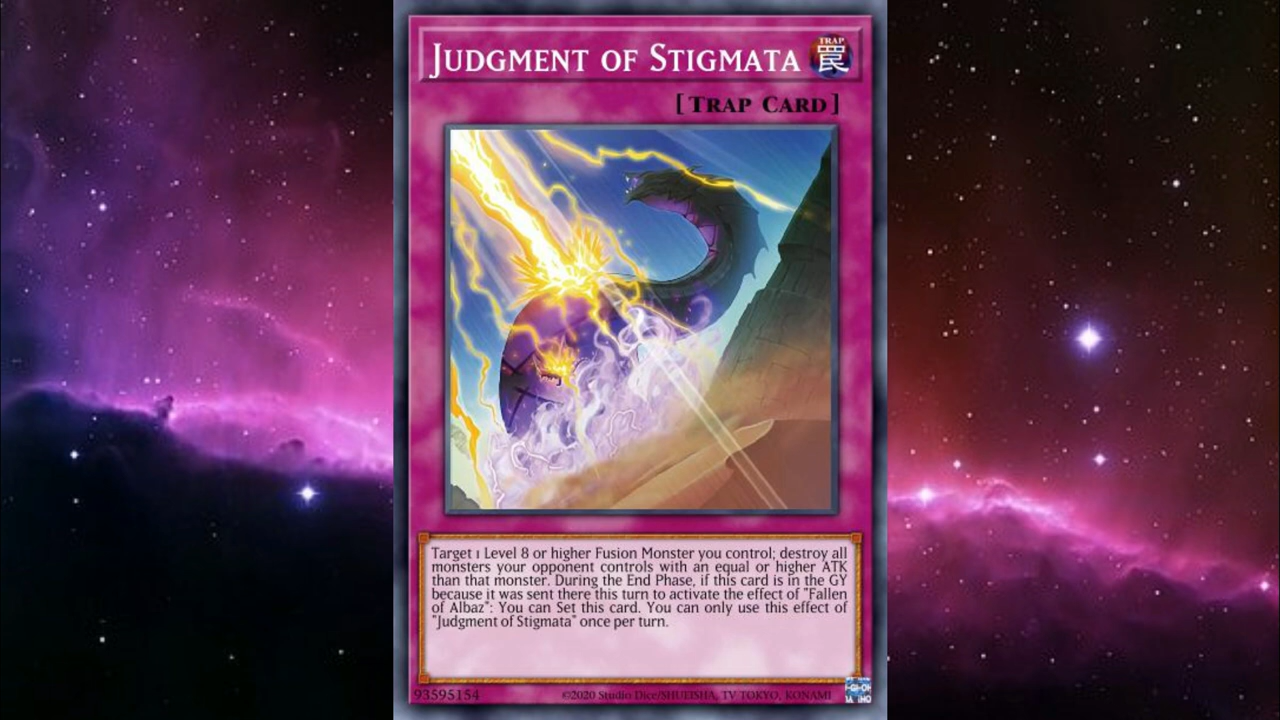 JUDGMENT OF STIGMATA
TRAP
罠
[TRAP CARD]
Target 1 Level 8 or higher Fusion Monster you control; destroy all
monsters your opponent controls with an equal or higher ATK
than that monster. During the End Phase, if this card is in the GY
because it was sent there this turn to activate the effect of "Fallen
of Albaz": You can Set this card. You can only use this effect of
"Judgment of Stigmata" once per turn.
93595154
©2020 Studio Dice/SHUEISHA, TV TOKYO, KONAMI